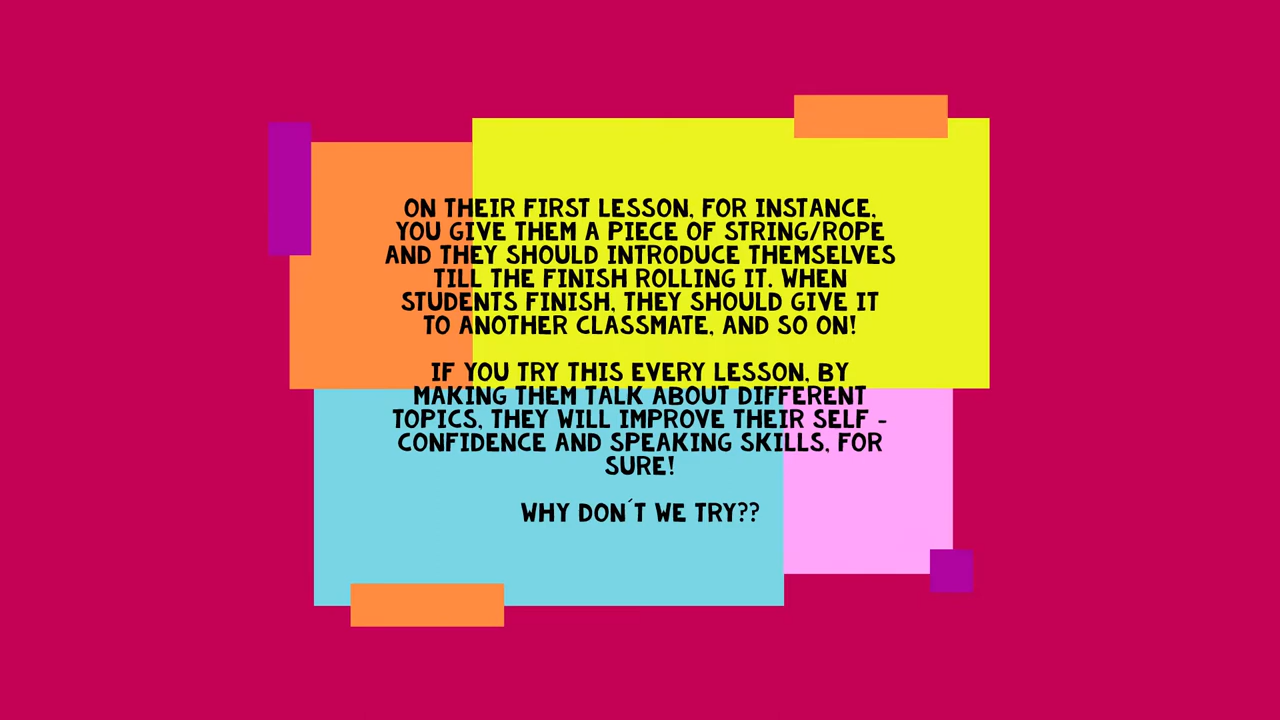 ON THEIR FIRST LESSON, FOR INSTANCE,
YOU GIVE THEM A PIECE OF STRING/ROPE
AND THEY SHOULD INTRODUCE THEMSELVES
TILL THE FINISH ROLLING IT. WHEN
STUDENTS FINISH, THEY SHOULD GIVE IT
TO ANOTHER CLASSMATE, AND SO ON!
IF YOU TRY THIS EVERY LESSON, BY
MAKING THEM TALK ABOUT DIFFERENT
TOPICS, THEY WILL IMPROVE THEIR SELF -
CONFIDENCE AND SPEAKING SKILLS, FOR
SURE!
WHY DON´T WE TRY??